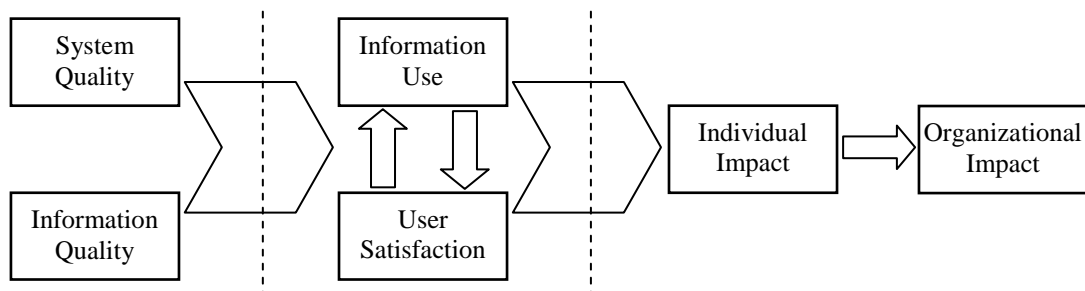 System
Quality
Information
Quality
Information
Use
User
Satisfaction
Individual
Impact
Organizational
Impact